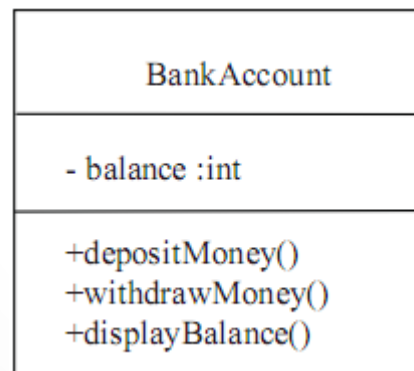 BankAccount
- balance :int
+depositMoney()
+withdrawMoney()
+displayBalance()